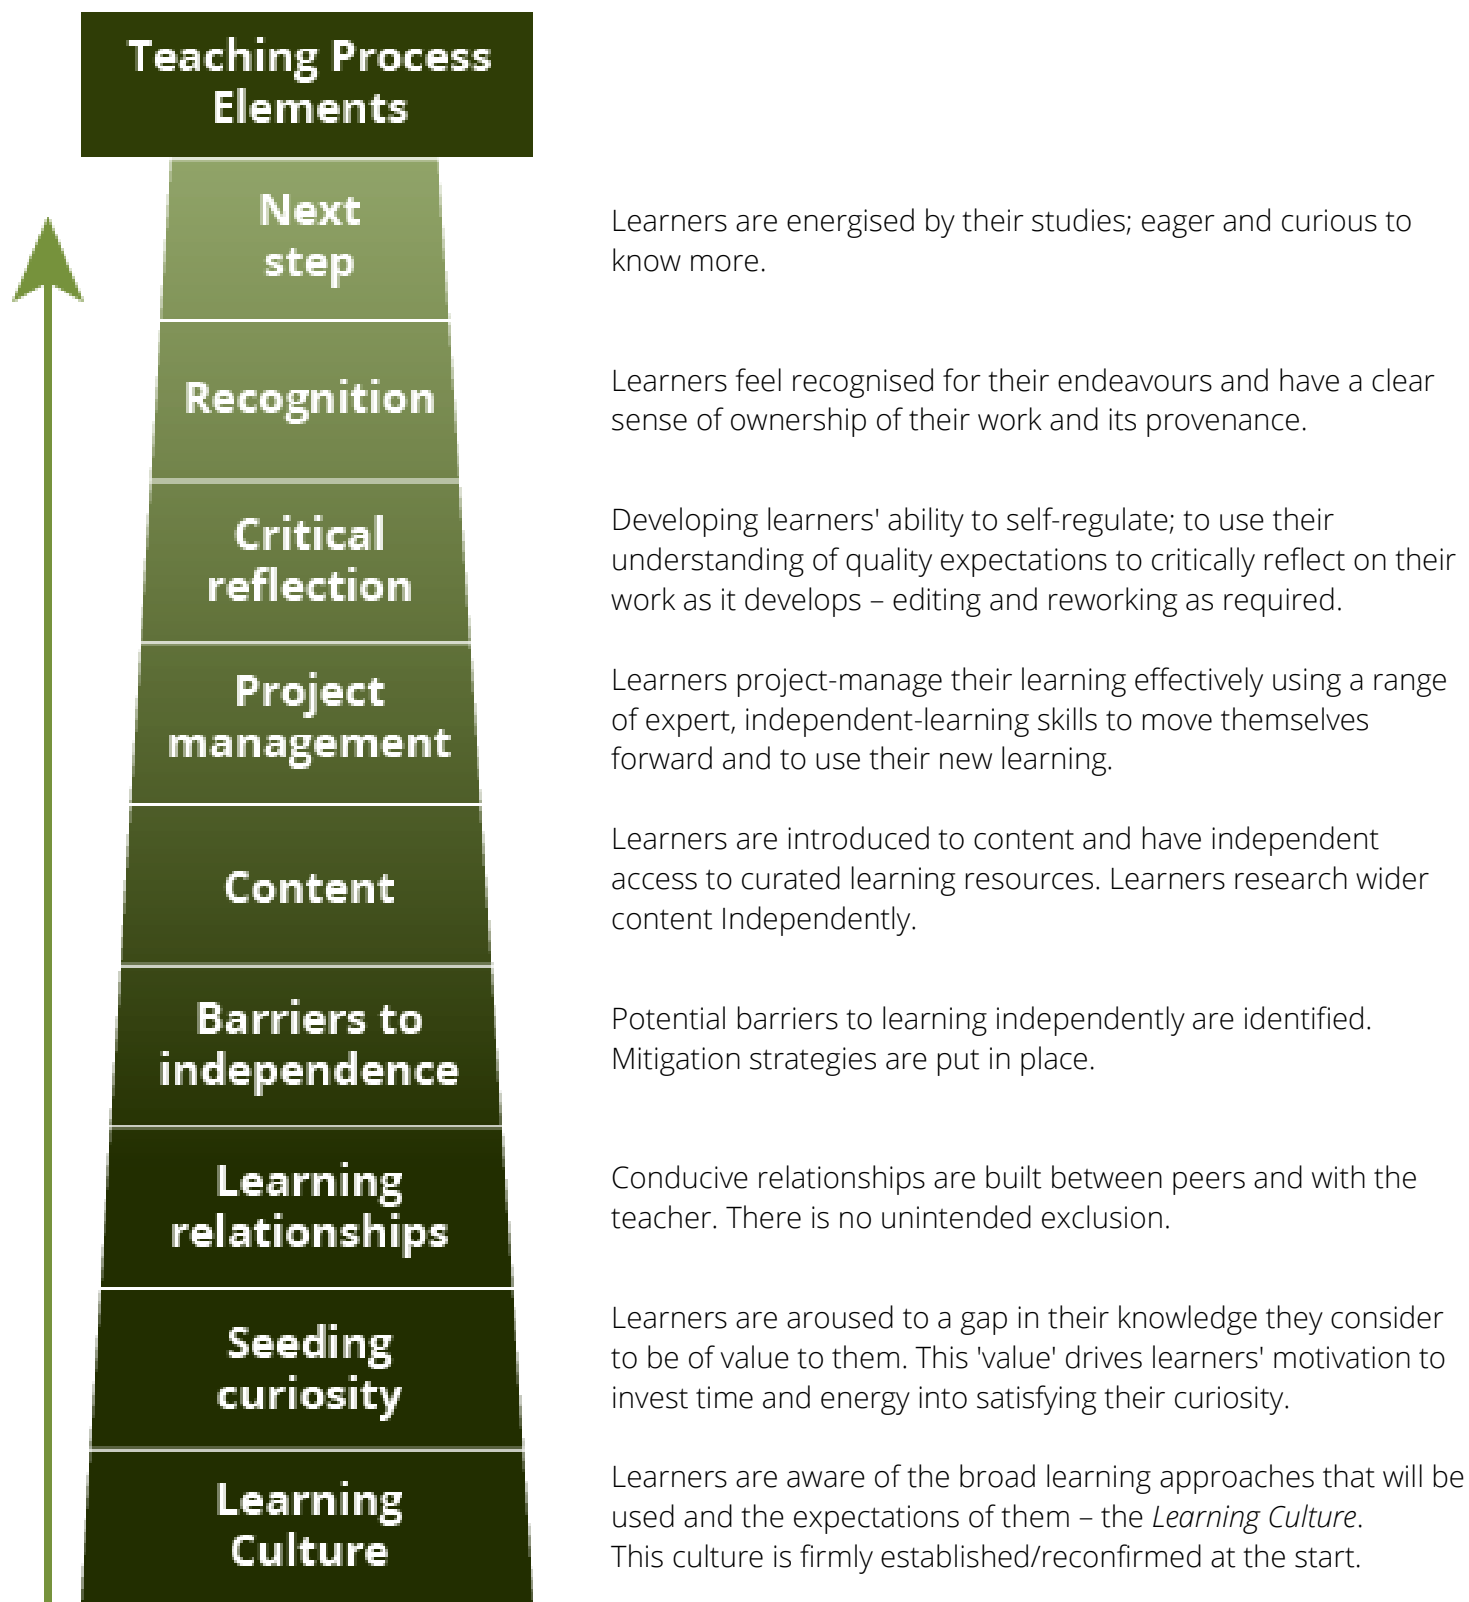 Teaching Process
Elements
Next
step
Learners are energised by their studies; eager and curious to
know more.
Recognition
Learners feel recognised for their endeavours and have a clear
sense of ownership of their work and its provenance.
Critical
reflection
Developing learners' ability to self-regulate; to use their
understanding of quality expectations to critically reflect on their
work as it develops – editing and reworking as required.
Project
management
Learners project-manage their learning effectively using a range
of expert, independent-learning skills to move themselves
forward and to use their new learning.
Content
Learners are introduced to content and have independent
access to curated learning resources. Learners research wider
content Independently.
Barriers to
independence
Potential barriers to learning independently are identified.
Mitigation strategies are put in place.
Learning
relationships
Conducive relationships are built between peers and with the
teacher. There is no unintended exclusion.
Seeding
curiosity
Learners are aroused to a gap in their knowledge they consider
to be of value to them. This 'value' drives learners' motivation to
invest time and energy into satisfying their curiosity.
Learning
Culture
Learners are aware of the broad learning approaches that will be
used and the expectations of them – the Learning Culture.
This culture is firmly established/reconfirmed at the start.